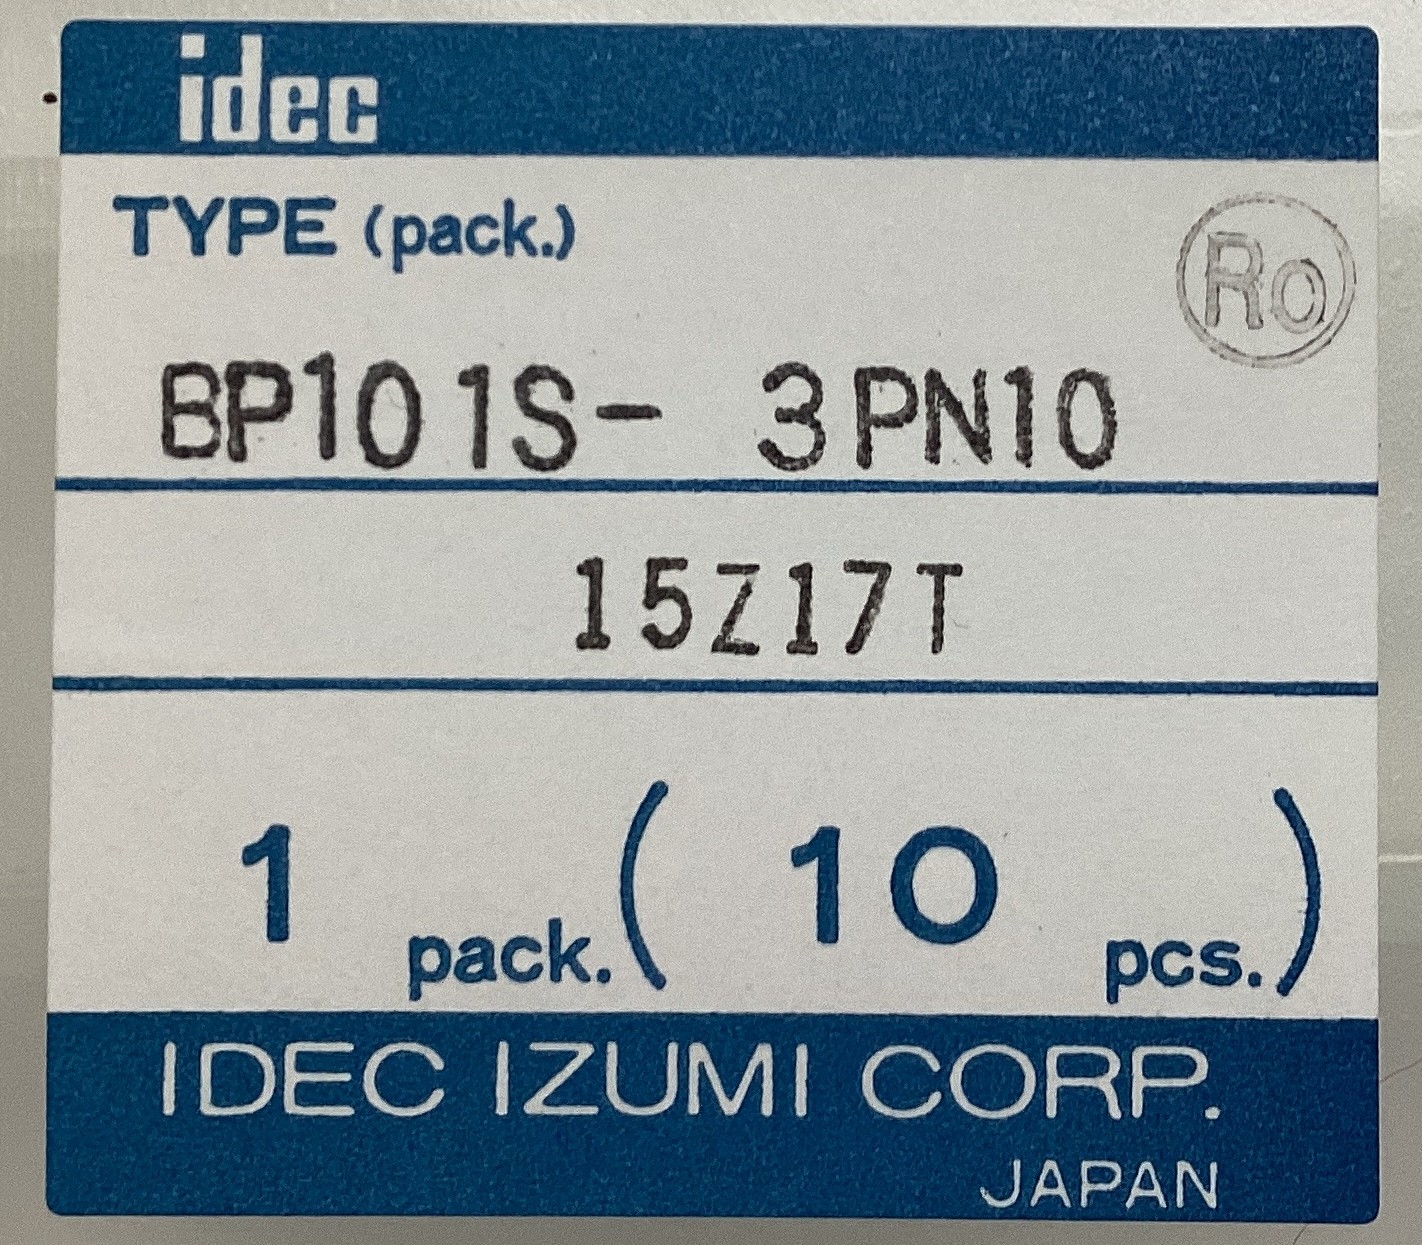 idec
TYPE (pack.)
Ro
BP101S- 3PN10
15Z17T
1 pack. ( 10 pcs. )
IDEC IZUMI CORP.
JAPAN